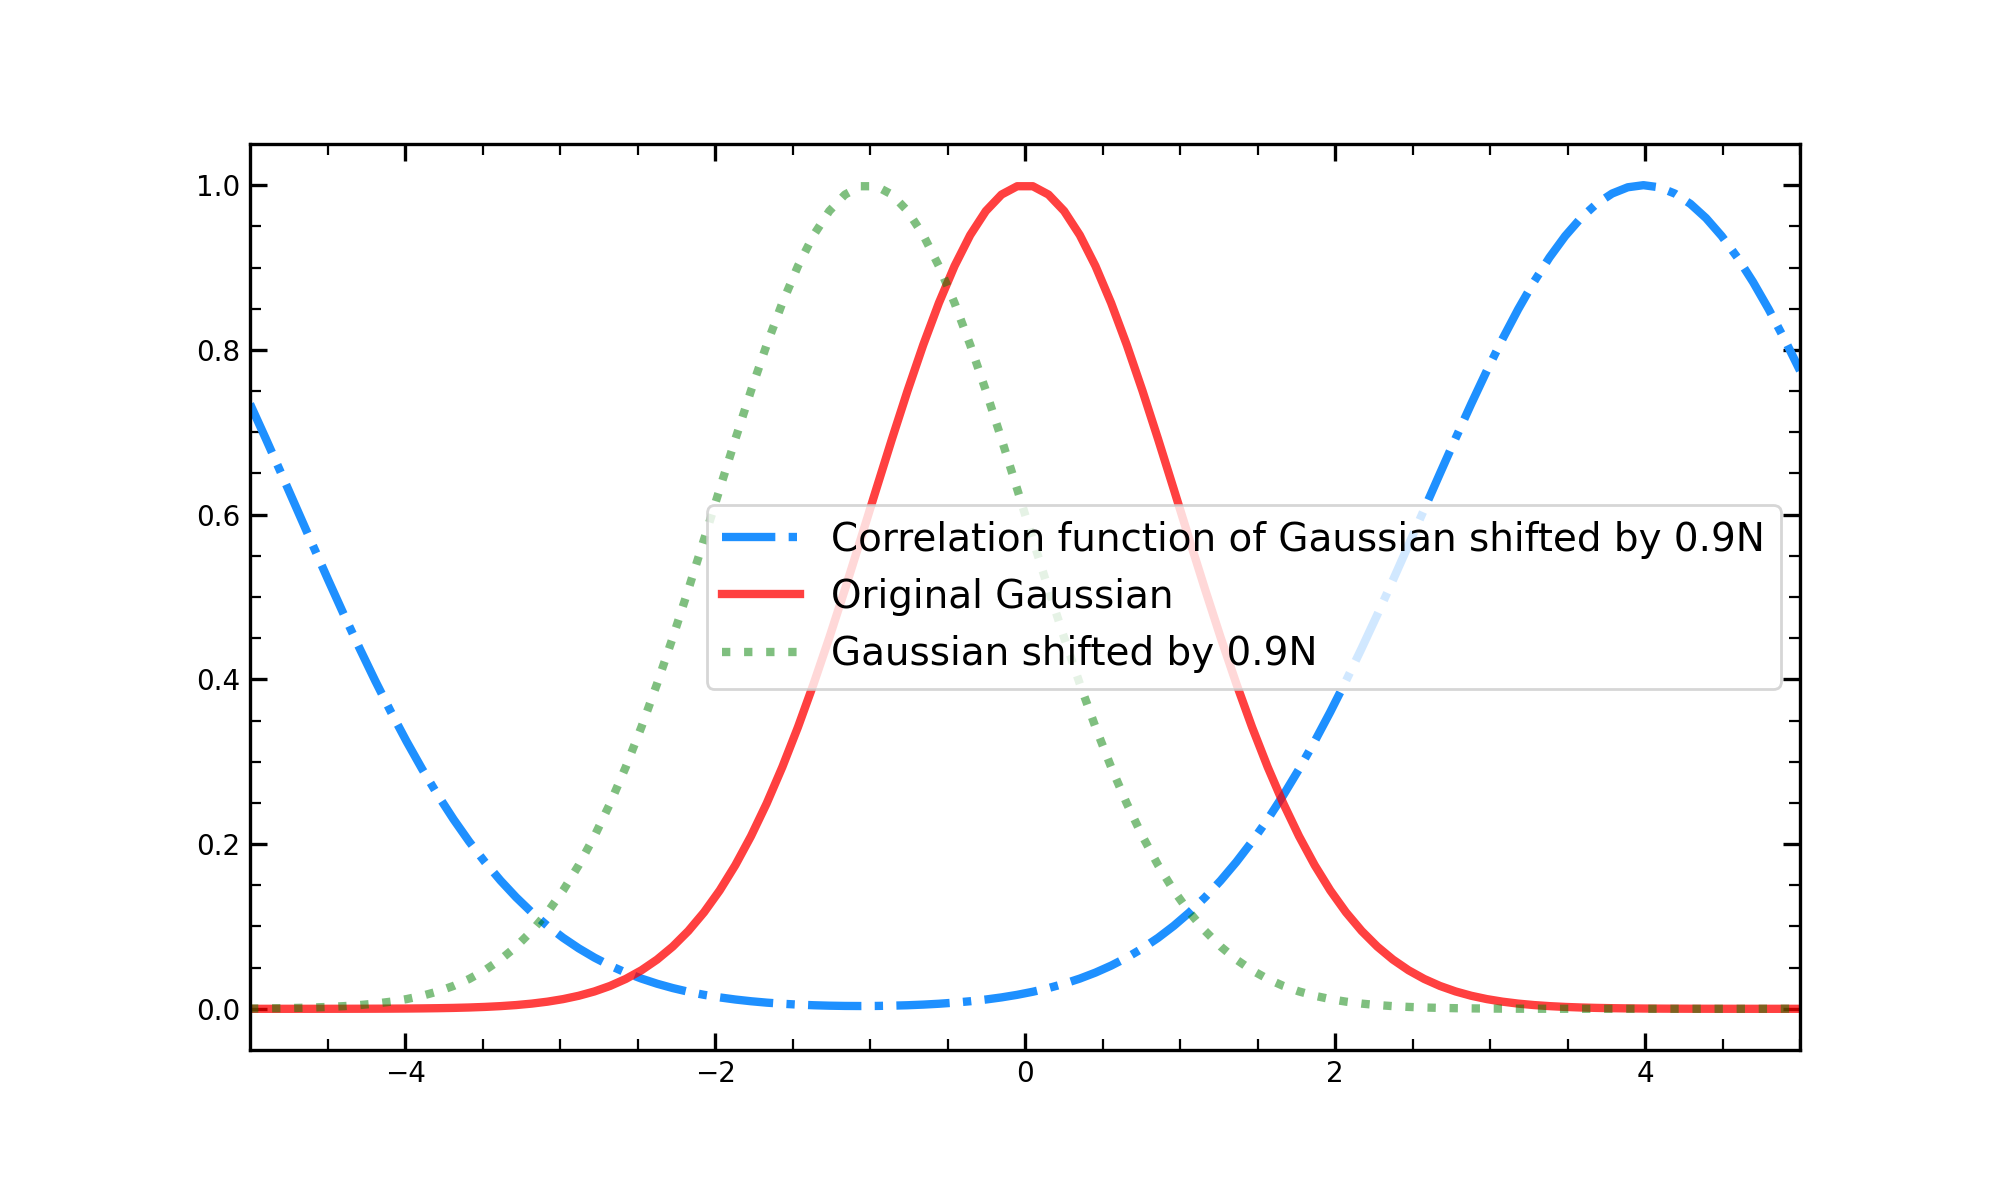 1.0
0.8
0.6
0.4
0.2
0.0
Correlation function of Gaussian shifted by 0.9N
Original Gaussian
Gaussian shifted by 0.9N
−4 −2 0 2 4